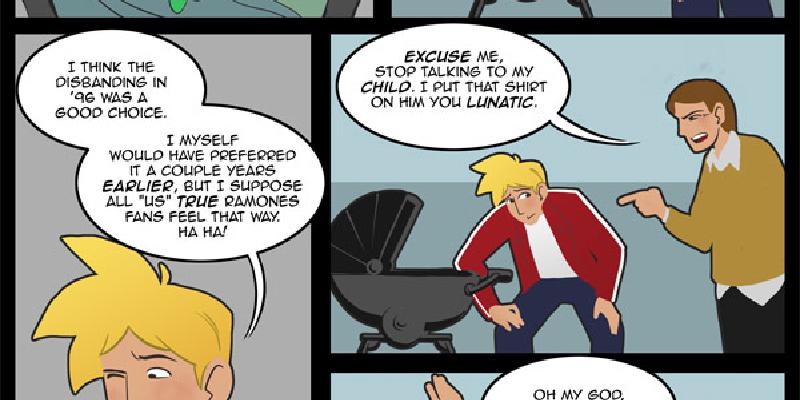 I THINK THE
DISBANDING IN
'96 WAS A
GOOD CHOICE.
I MYSELF
WOULD HAVE PREFERRED
IT A COUPLE YEARS
EARLIER, BUT I SUPPOSE
ALL "US" TRUE RAMONES
FANS FEEL THAT WAY.
HA HA!
EXCUSE ME,
STOP TALKING TO MY
CHILD. I PUT THAT SHIRT
ON HIM YOU LUNATIC.
OH MY GOD,